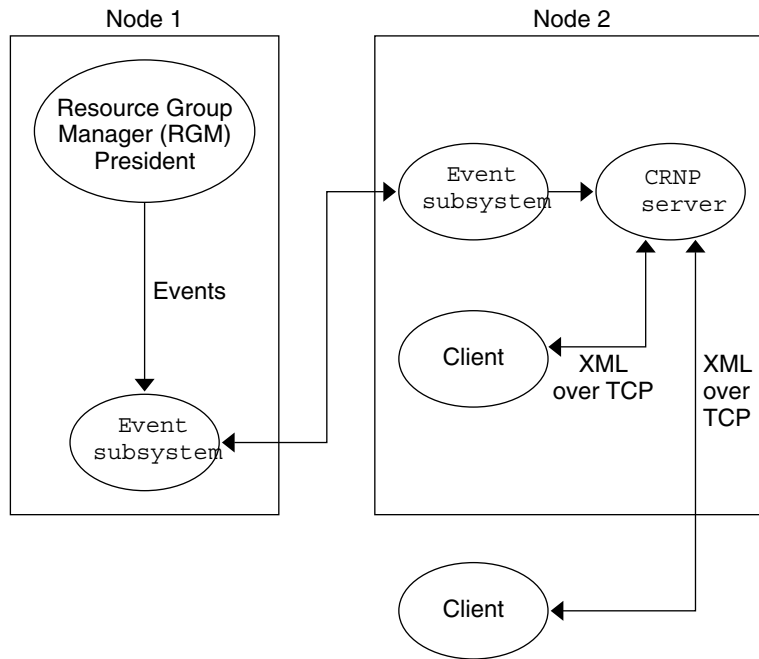 Node 1
Resource Group
Manager (RGM)
President
Events
Event
subsystem
Node 2
Event
subsystem
CRNP
server
Client
XML
over TCP
XML
over
TCP
Client